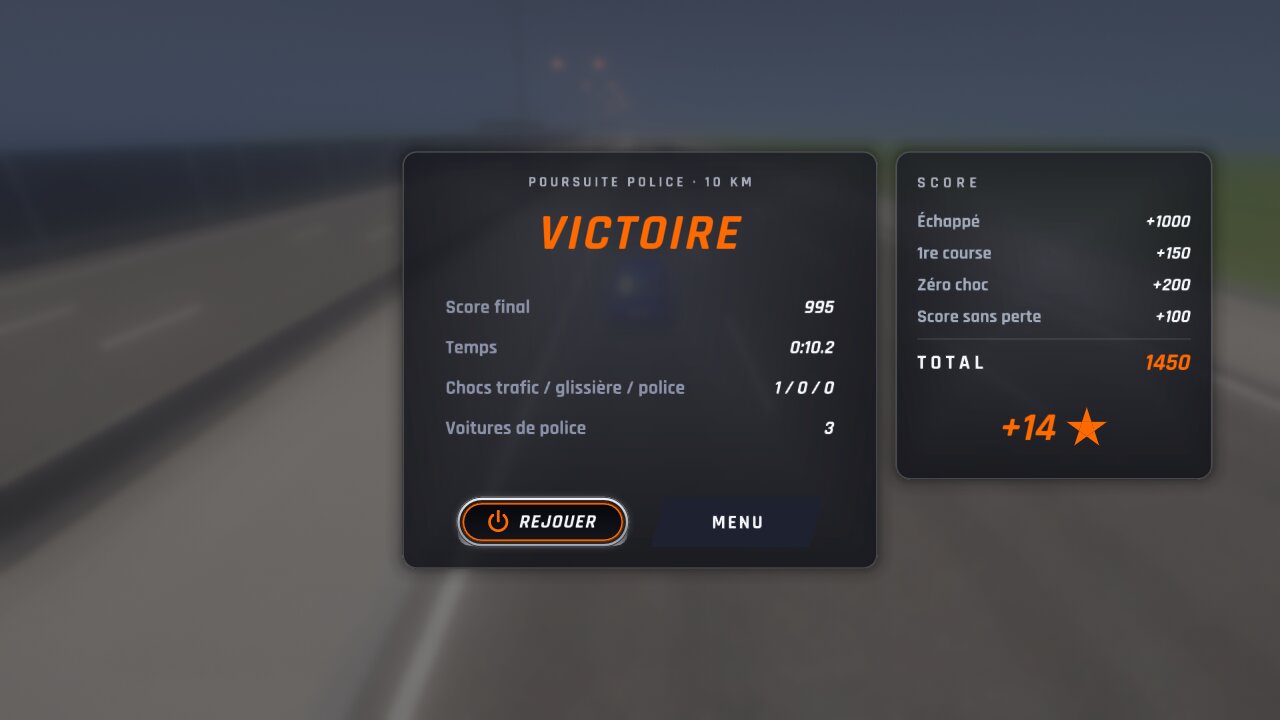 POURSUITE POLICE · 10 KM
VICTOIRE
Score final 995
Temps 0:10.2
Chocs trafic / glissière / police 1 / 0 / 0
Voitures de police 3
REJOUER
MENU
SCORE
Échappé +1000
1re course +150
Zéro choc +200
Score sans perte +100
TOTAL 1450
+14